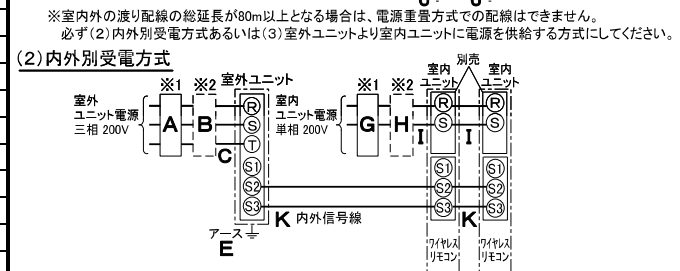 ※室内外の渡り配線の総延長が80m以上となる場合は、電源重畳方式での配線はできません。
必ず(2)内外別受電方式あるいは(3)室外ユニットより室内ユニットに電源を供給する方式にしてください。
(2)内外別受電方式
※1 ※2 室外ユニット
室外
ユニット電源
三相 200V
A B C
R
S
T
S1
S2
S3
アース
E
※1 ※2
室内
ユニット電源
単相 200V
G H I I
室内
ユニット
別売
室内
ユニット
R R
S S
S1 S1
S2 S2
S3 S3
K 内外信号線
K
ワイヤレス
リモコン
ワイヤレス
リモコン